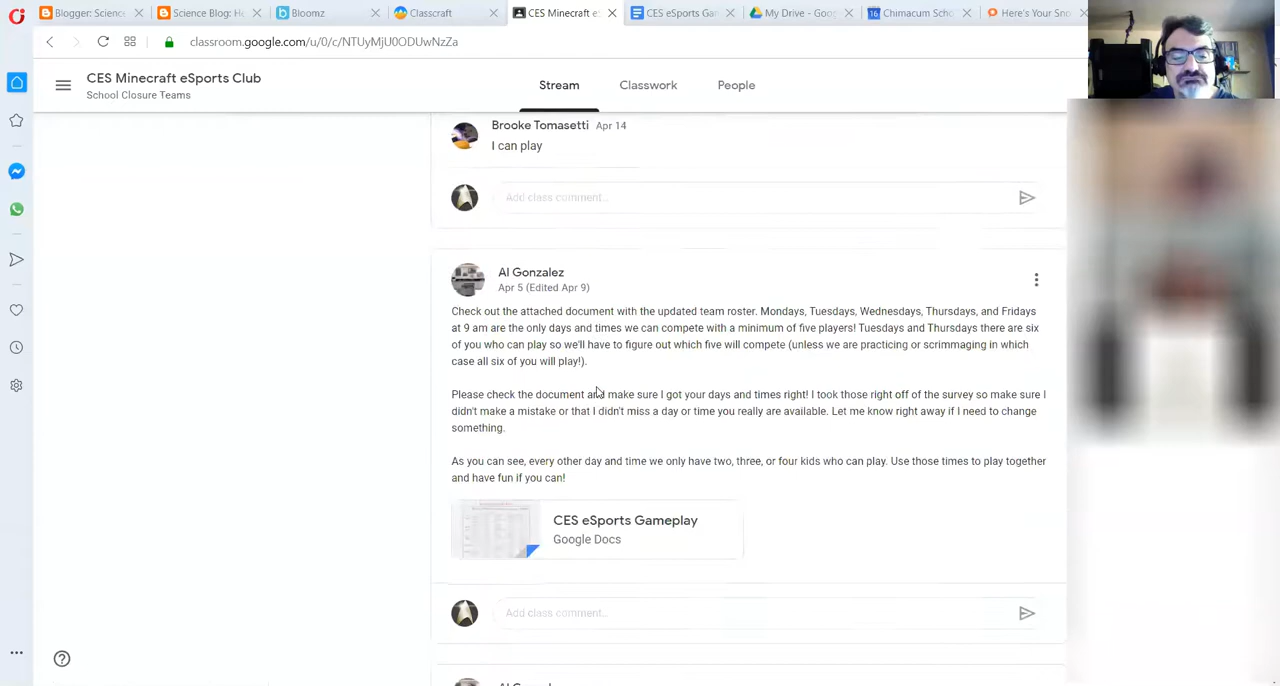 Blogger: Science
Science Blog: He
Bloomz
Classcraft
CES Minecraft e
CES eSports Gar
My Drive - Goog
16
Chimacum Scho
Here's Your Sno
classroom.google.com/u/0/c/NTUyMjU0ODUwNzZa
CES Minecraft eSports Club
School Closure Teams
Stream
Classwork
People
Brooke Tomasetti Apr 14
I can play
Add class comment...
Al Gonzalez
Apr 5 (Edited Apr 9)
Check out the attached document with the updated team roster. Mondays, Tuesdays, Wednesdays, Thursdays, and Fridays
at 9 am are the only days and times we can compete with a minimum of five players! Tuesdays and Thursdays there are six
of you who can play so we'll have to figure out which five will compete (unless we are practicing or scrimmaging in which
case all six of you will play!).
Please check the document and make sure I got your days and times right! I took those right off of the survey so make sure I
didn't make a mistake or that I didn't miss a day or time you really are available. Let me know right away if I need to change
something.
As you can see, every other day and time we only have two, three, or four kids who can play. Use those times to play together
and have fun if you can!
CES eSports Gameplay
Google Docs
Add class comment...